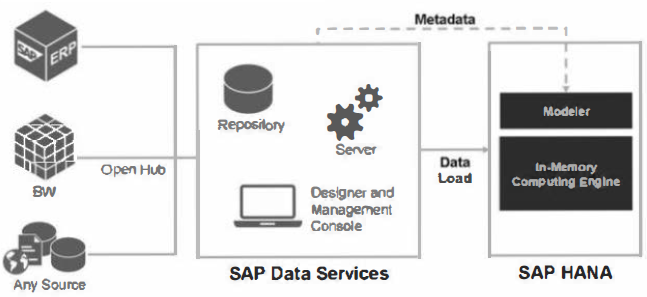 Metadata
SAP ERP
Repository
Server
Modeler
In-Memory
Computing Engine
BW
Open Hub
Data
Load
Designer and
Management
Console
Any Source
SAP Data Services
SAP HANA